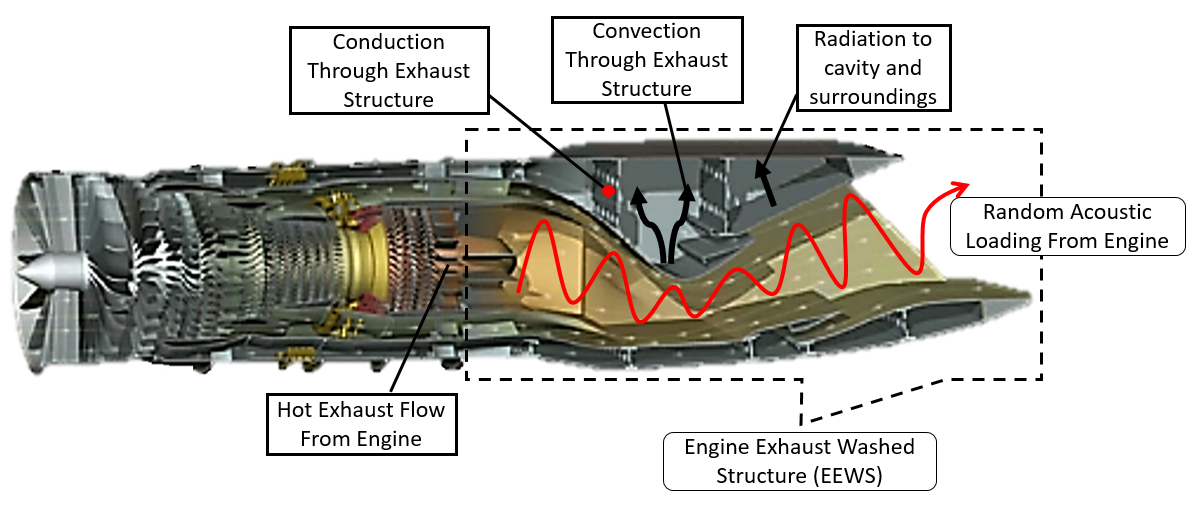 Conduction
Through Exhaust
Structure
Convection
Through Exhaust
Structure
Radiation to
cavity and
surroundings
Random Acoustic
Loading From Engine
Hot Exhaust Flow
From Engine
Engine Exhaust Washed
Structure (EEWS)